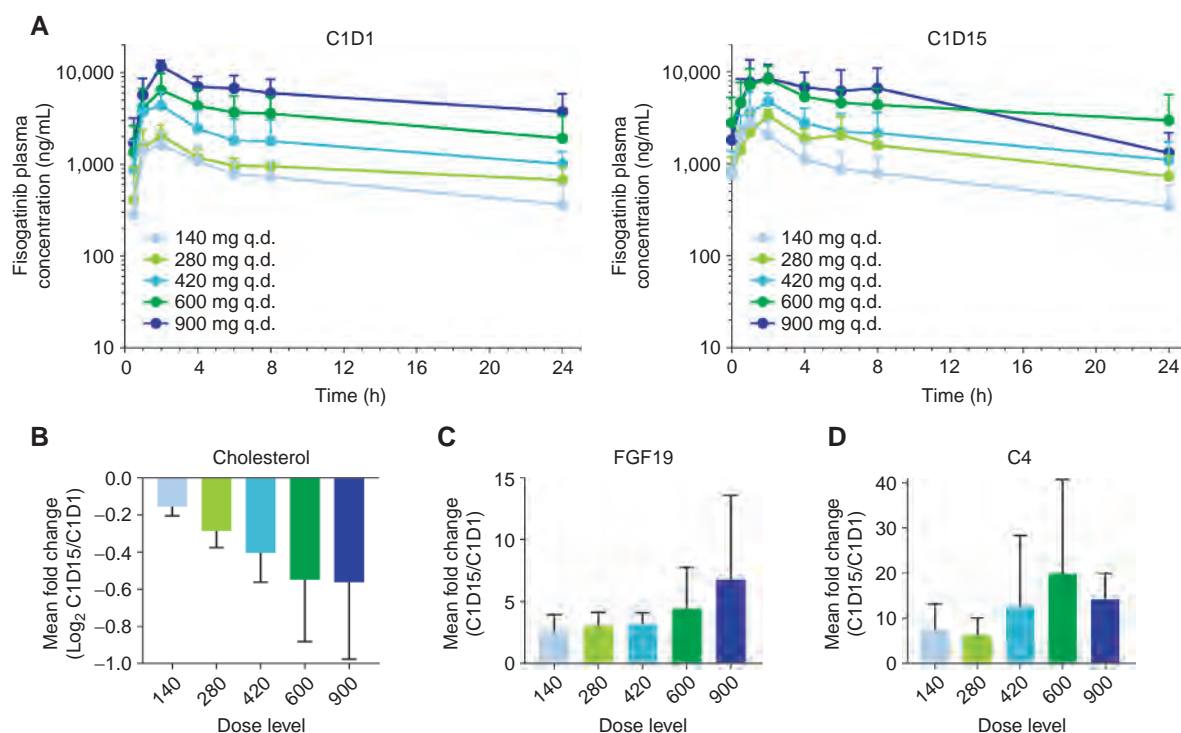 A
C1D1
Fisogatinib plasma
concentration (ng/mL)
10,000
1,000
100
10
140 mg q.d.
280 mg q.d.
420 mg q.d.
600 mg q.d.
900 mg q.d.
0 4 8 12 16 20 24
Time (h)
C1D15
Fisogatinib plasma
concentration (ng/mL)
10,000
1,000
100
10
140 mg q.d.
280 mg q.d.
420 mg q.d.
600 mg q.d.
900 mg q.d.
0 4 8 12 16 20 24
Time (h)
B
Cholesterol
Mean fold change
(Log2 C1D15/C1D1)
0.0
−0.2
−0.4
−0.6
−0.8
−1.0
140 280 420 600 900
Dose level
C
FGF19
Mean fold change
(C1D15/C1D1)
15
10
5
0
140 280 420 600 900
Dose level
D
C4
Mean fold change
(C1D15/C1D1)
40
30
20
10
0
140 280 420 600 900
Dose level